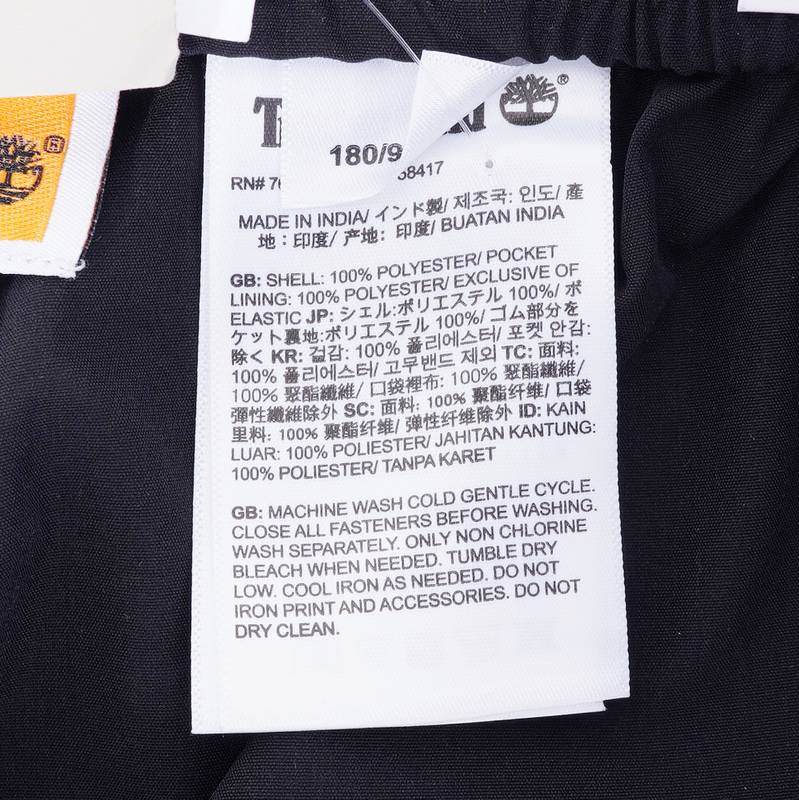 180/9
RN# 7
58417
MADE IN INDIA/ インド製/ 제조국: 인도/ 產
地：印度/ 产地：印度/ BUATAN INDIA
GB: SHELL: 100% POLYESTER/ POCKET
LINING: 100% POLYESTER/ EXCLUSIVE OF
ELASTIC JP: シェル:ポリエステル 100%/ ポ
ケット裏地:ポリエステル 100%/ ゴム部分を
除く KR: 겉감: 100% 폴리에스터/ 포켓 안감:
100% 폴리에스터/ 고무밴드 제외 TC: 面料:
100% 聚酯纖維/ 口袋裡布: 100% 聚酯纖維/
彈性纖維除外 SC: 面料: 100% 聚酯纤维/ 口袋
里料: 100% 聚酯纤维/ 弹性纤维除外 ID: KAIN
LUAR: 100% POLIESTER/ JAHITAN KANTUNG:
100% POLIESTER/ TANPA KARET
GB: MACHINE WASH COLD GENTLE CYCLE.
CLOSE ALL FASTENERS BEFORE WASHING.
WASH SEPARATELY. ONLY NON CHLORINE
BLEACH WHEN NEEDED. TUMBLE DRY
LOW. COOL IRON AS NEEDED. DO NOT
IRON PRINT AND ACCESSORIES. DO NOT
DRY CLEAN.